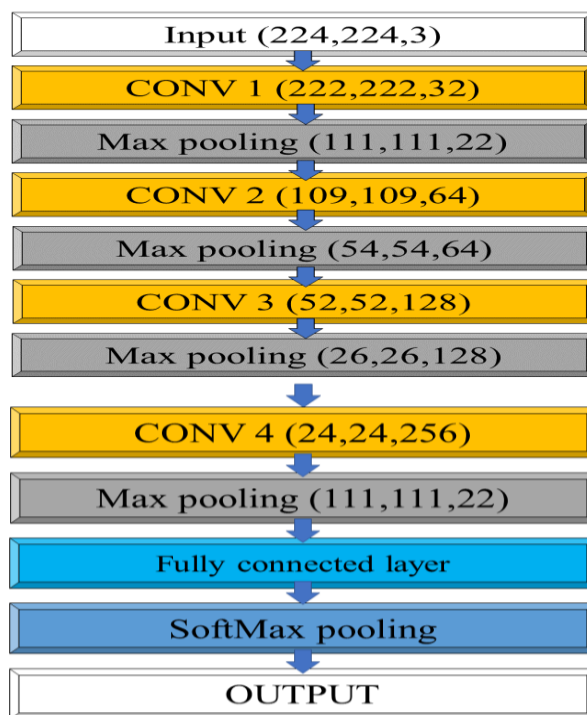 Input (224,224,3)
CONV 1 (222,222,32)
Max pooling (111,111,22)
CONV 2 (109,109,64)
Max pooling (54,54,64)
CONV 3 (52,52,128)
Max pooling (26,26,128)
CONV 4 (24,24,256)
Max pooling (111,111,22)
Fully connected layer
SoftMax pooling
OUTPUT